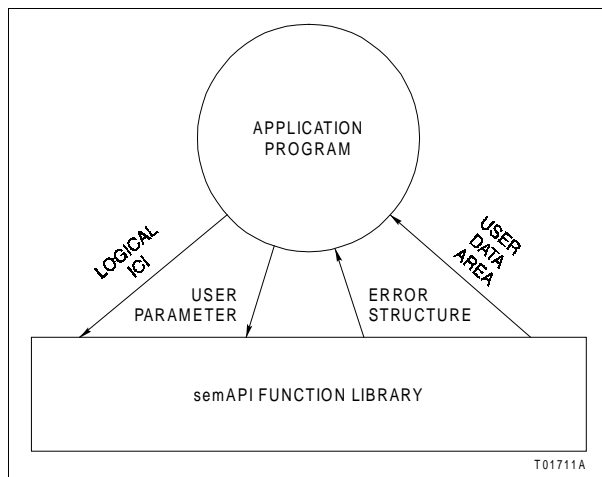 APPLICATION
PROGRAM
LOGICAL
ICI
USER
PARAMETER
ERROR
STRUCTURE
USER
DATA
AREA
semAPI FUNCTION LIBRARY
T01711A